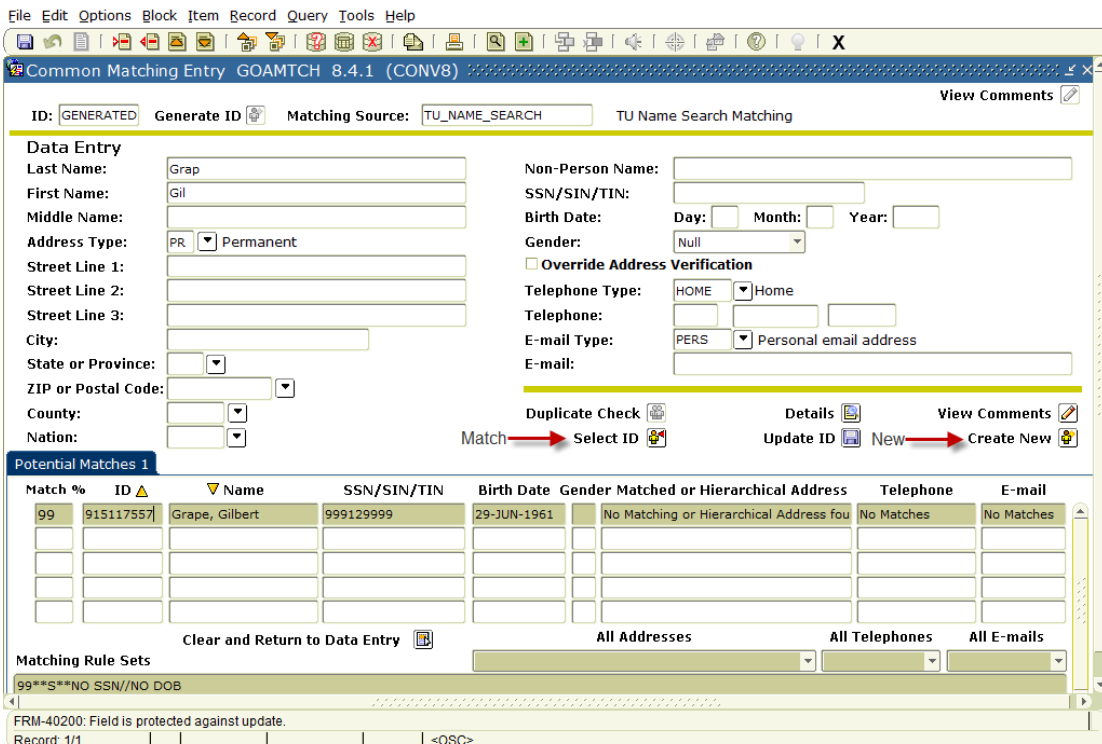 File Edit Options Block Item Record Query Tools Help
X
Common Matching Entry GOAMTCH 8.4.1 (CONV8)
View Comments
ID: GENERATED Generate ID Matching Source: TU_NAME_SEARCH TU Name Search Matching
Data Entry
Last Name: Grap Non-Person Name:
First Name: Gil SSN/SIN/TIN:
Middle Name: Birth Date: Day: Month: Year:
Address Type: PR Permanent Gender: Null
Street Line 1: Override Address Verification
Street Line 2: Telephone Type: HOME Home
Street Line 3: Telephone:
City: E-mail Type: PERS Personal email address
State or Province: E-mail:
ZIP or Postal Code:
County: Duplicate Check Details View Comments
Nation: Match Select ID Update ID New Create New
Potential Matches 1
Match % ID Name SSN/SIN/TIN Birth Date Gender Matched or Hierarchical Address Telephone E-mail
99 915117557 Grape, Gilbert 999129999 29-JUN-1961 No Matching or Hierarchical Address fou No Matches No Matches
Clear and Return to Data Entry All Addresses All Telephones All E-mails
Matching Rule Sets
99**S**NO SSN//NO DOB
FRM-40200: Field is protected against update.
Record: 1/1 <OSC>